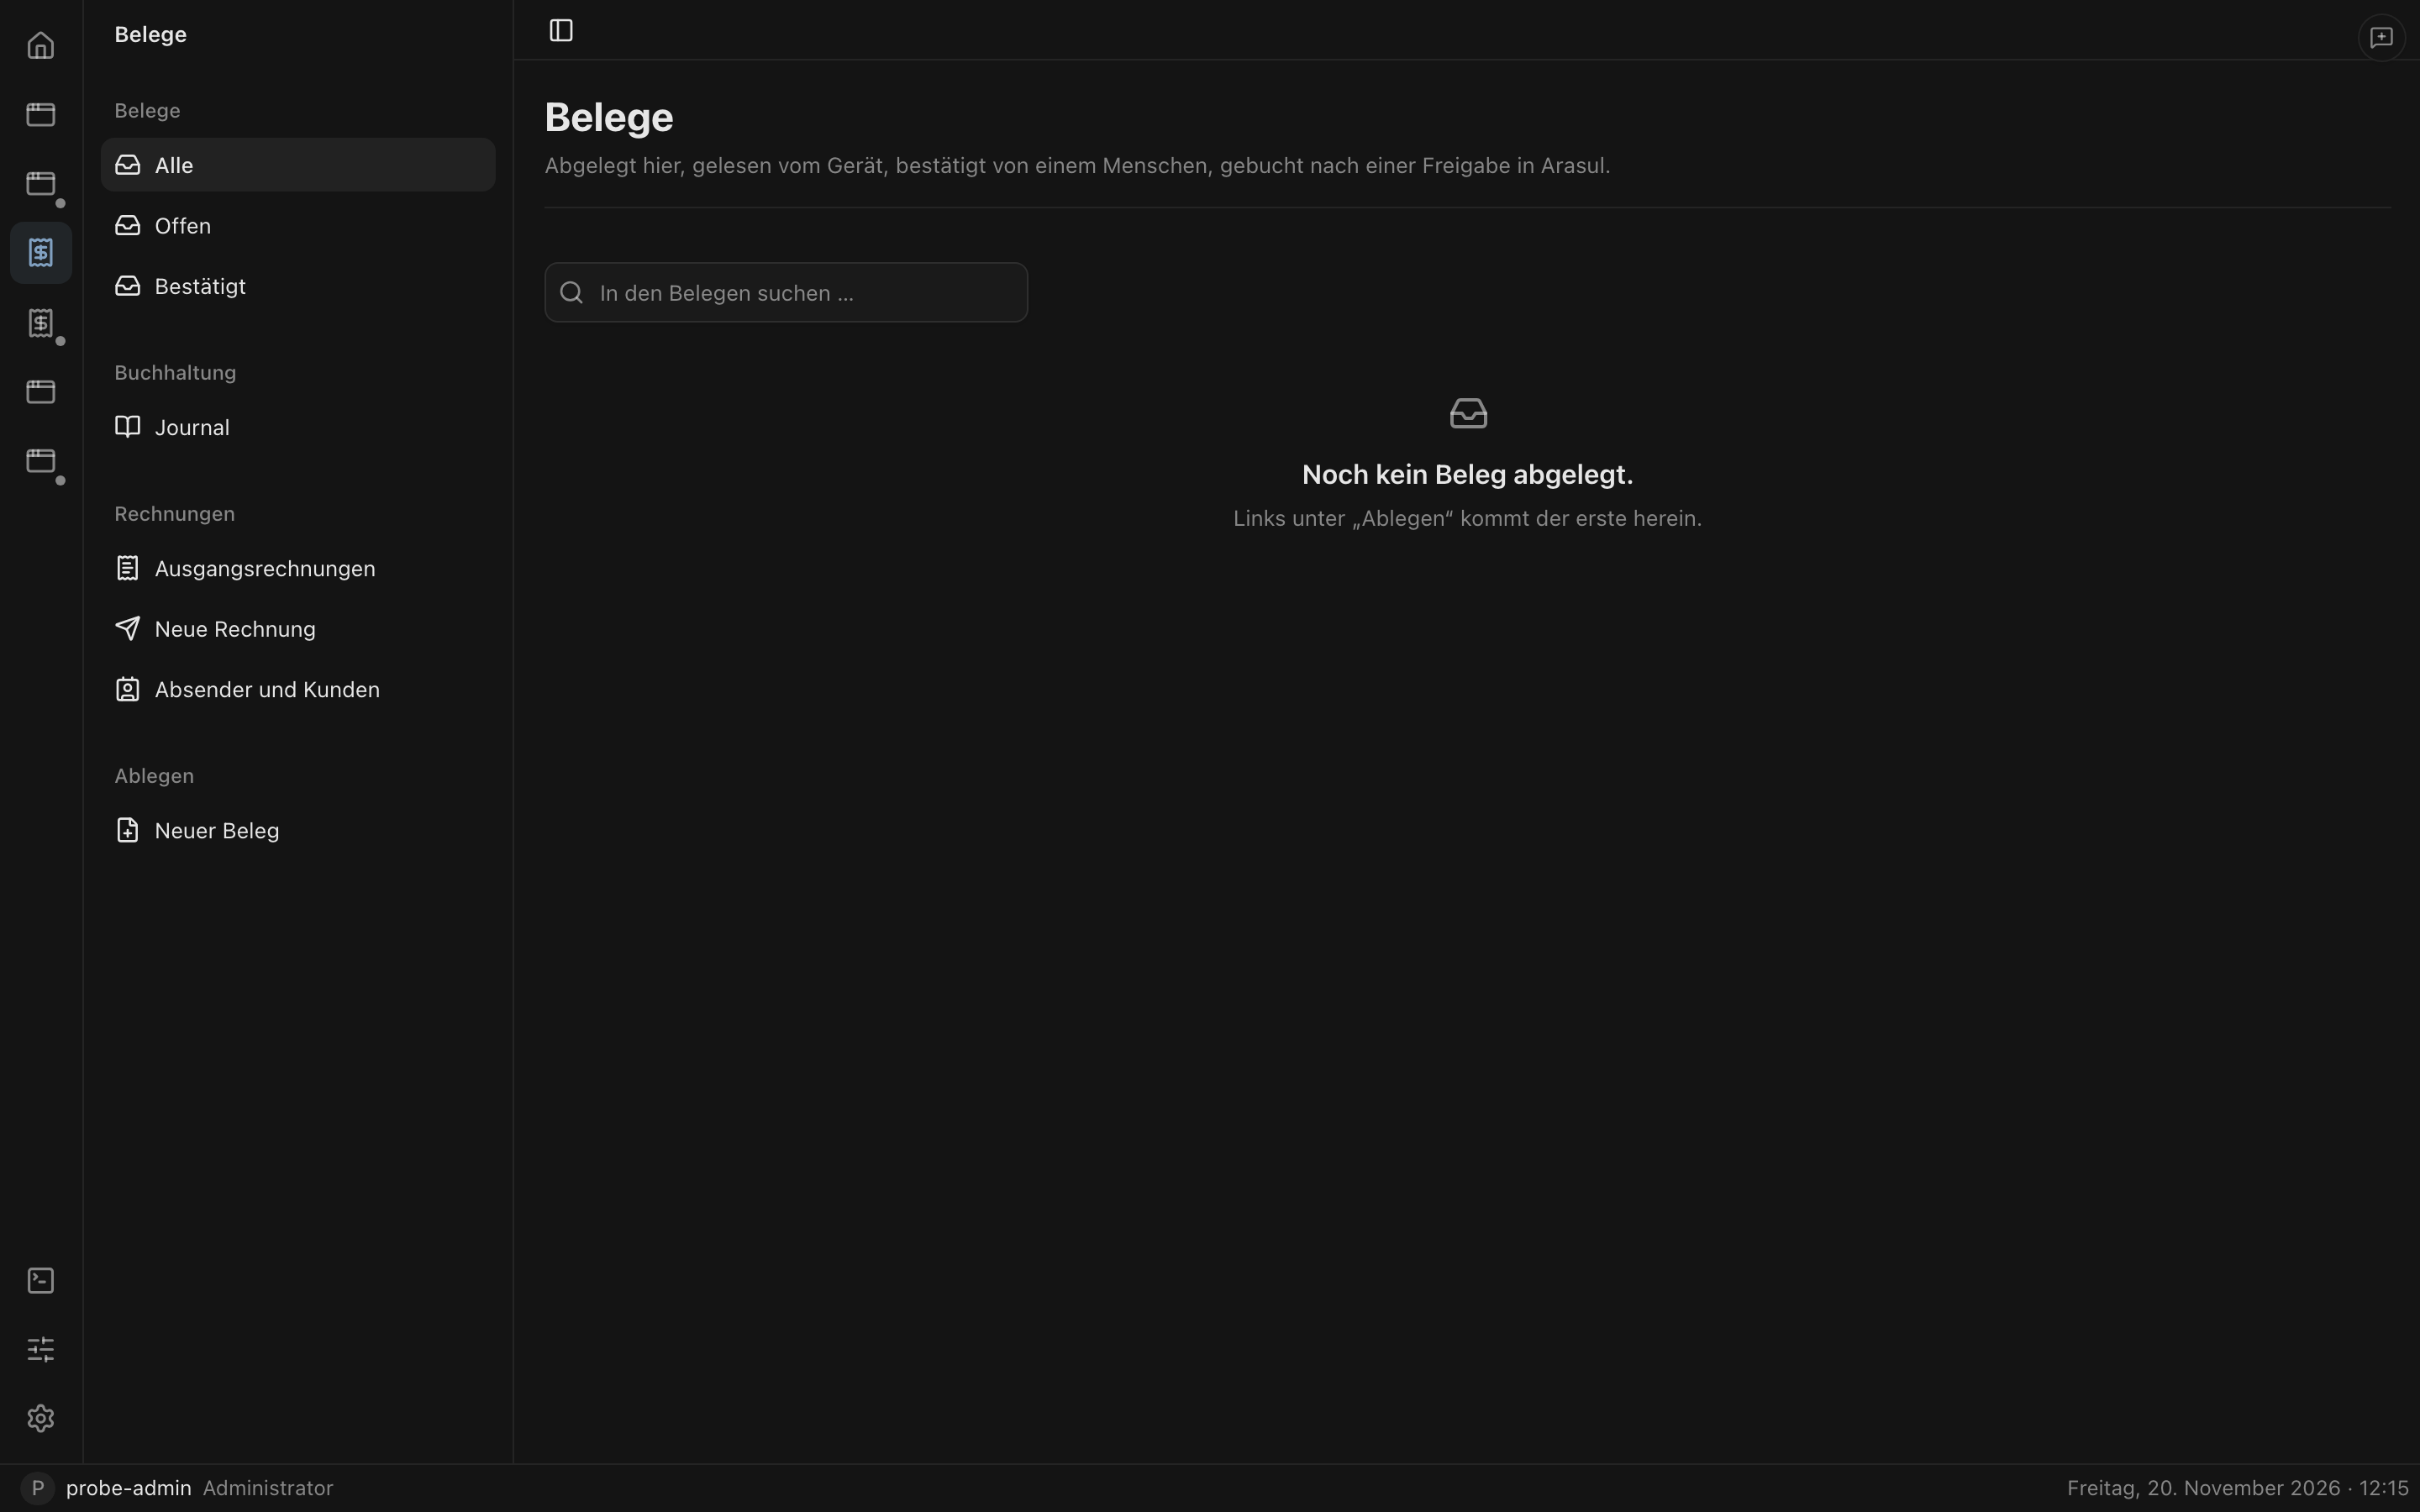 Belege
Belege
Alle
Offen
Bestätigt
Buchhaltung
Journal
Rechnungen
Ausgangsrechnungen
Neue Rechnung
Absender und Kunden
Ablegen
Neuer Beleg
Belege
Abgelegt hier, gelesen vom Gerät, bestätigt von einem Menschen, gebucht nach einer Freigabe in Arasul.
In den Belegen suchen ...
Noch kein Beleg abgelegt.
Links unter „Ablegen“ kommt der erste herein.
P probe-admin Administrator
Freitag, 20. November 2026 · 12:15